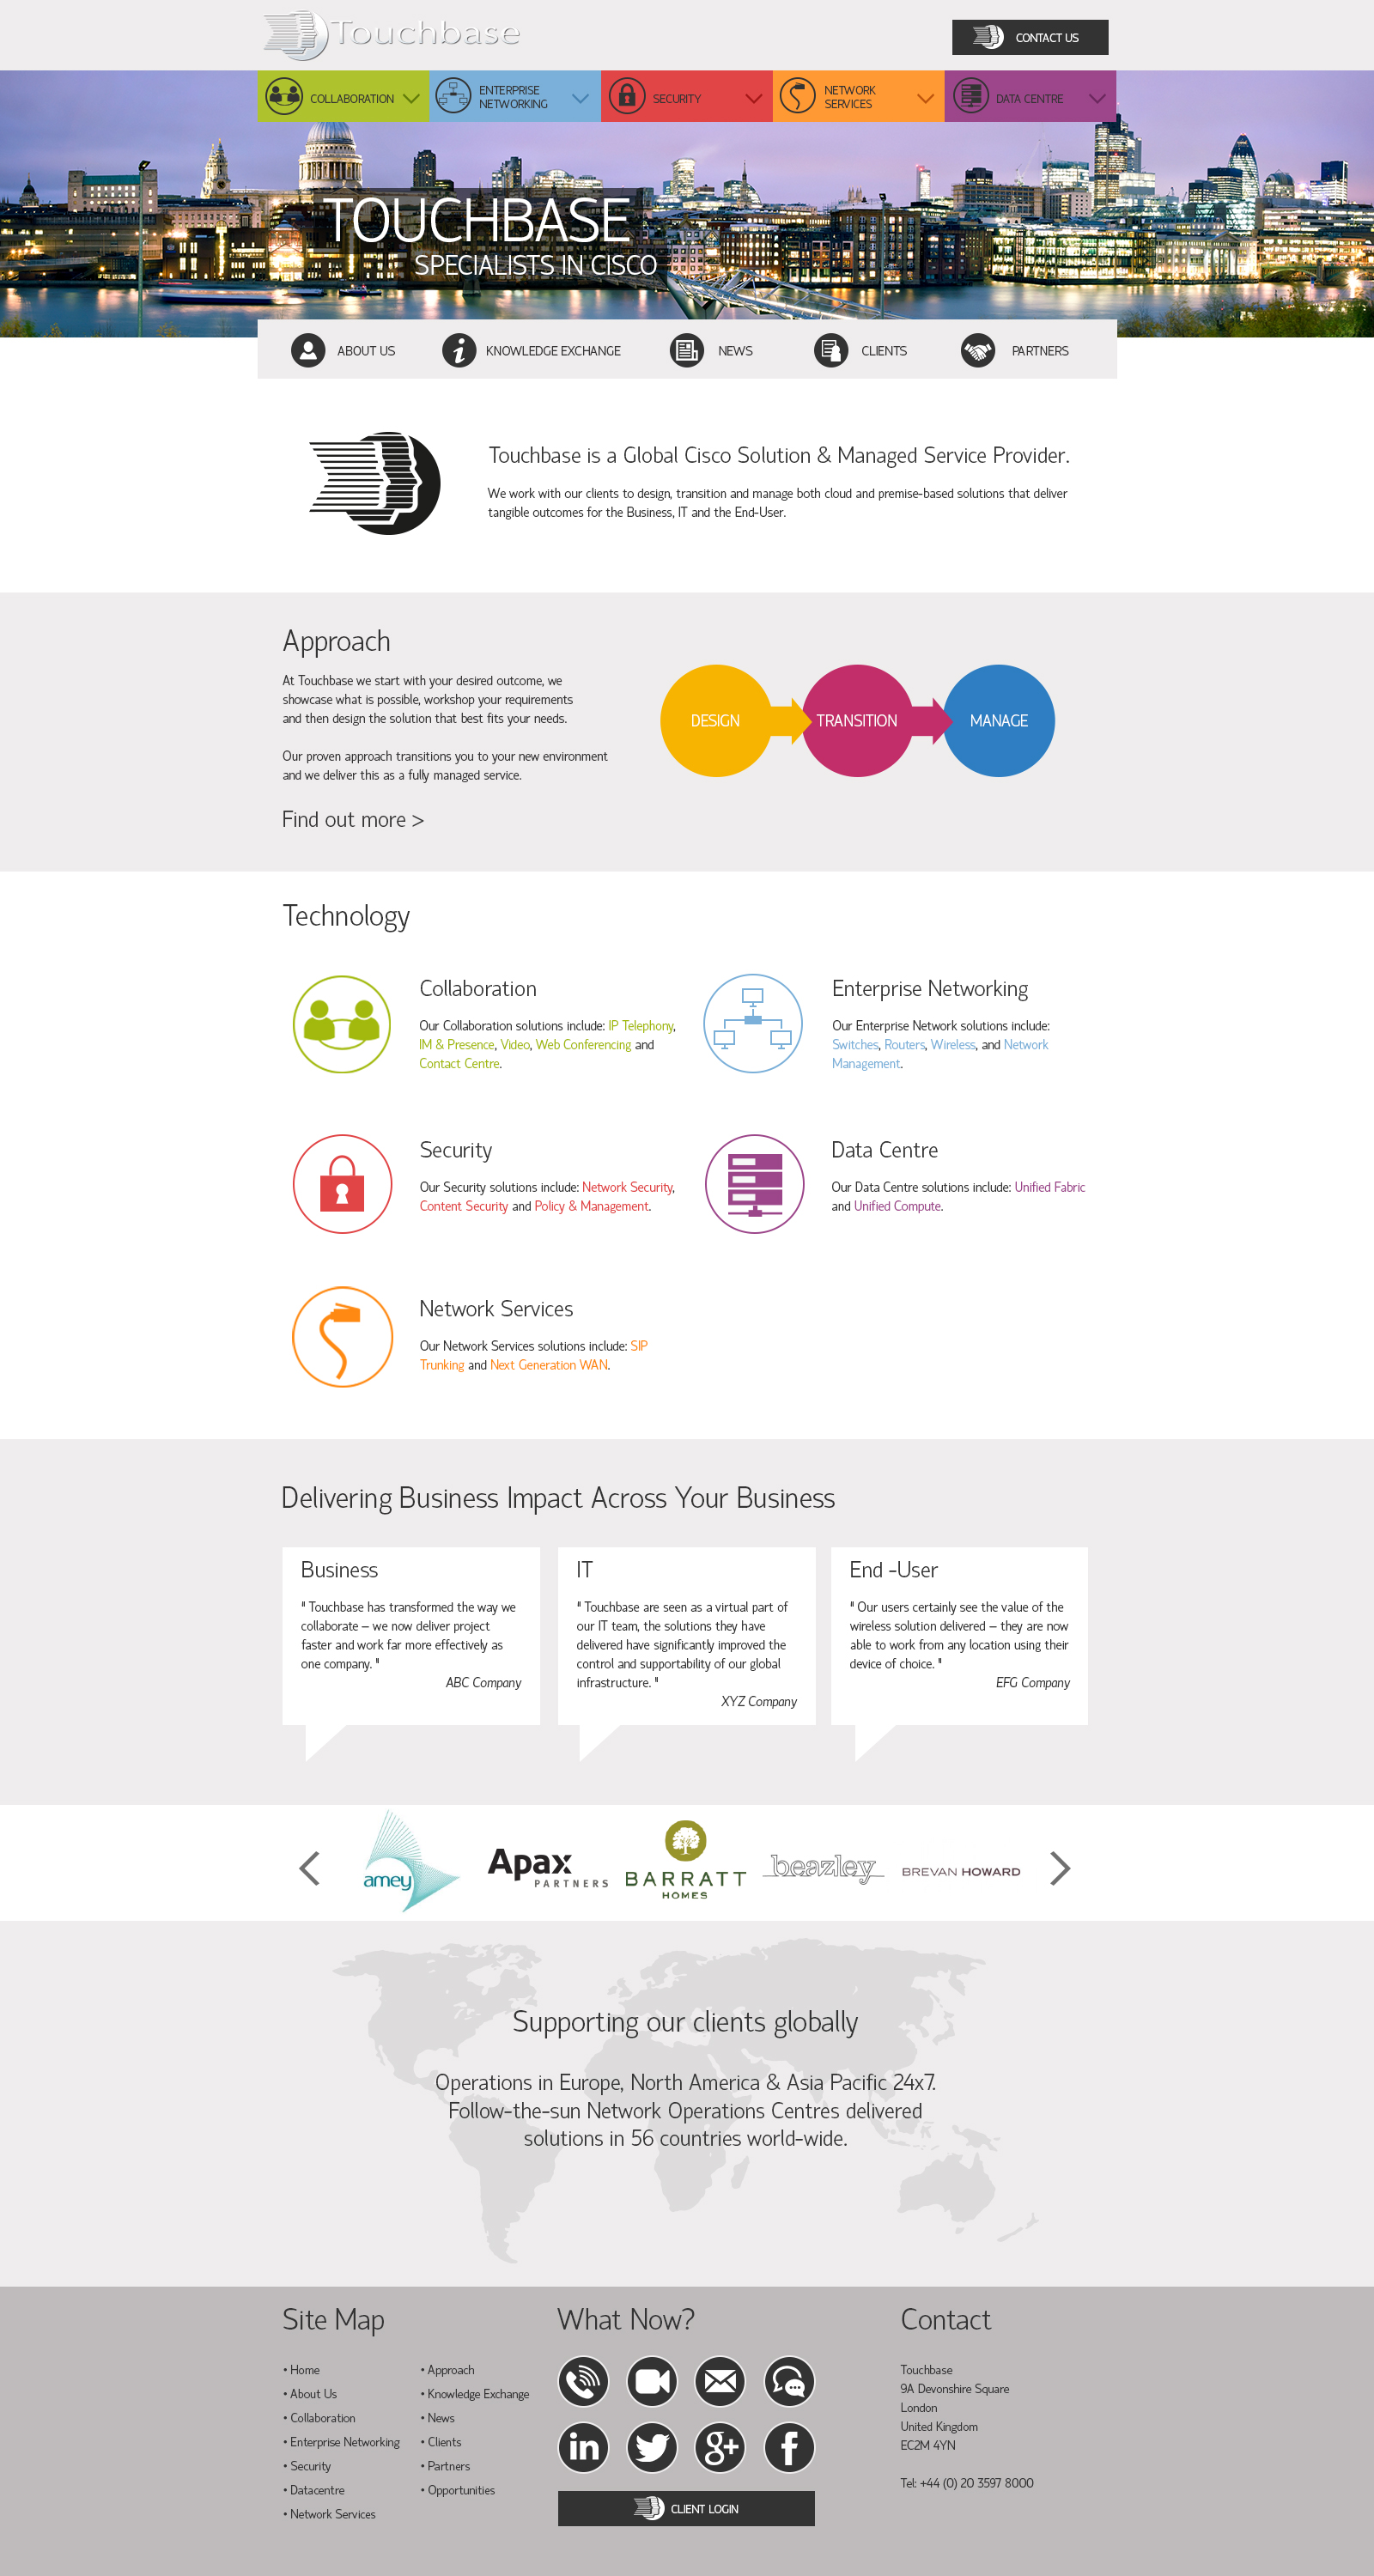 Touchbase
CONTACT US
COLLABORATION
ENTERPRISE
NETWORKING
SECURITY
NETWORK
SERVICES
DATA CENTRE
TOUCHBASE
SPECIALISTS IN CISCO
ABOUT US
KNOWLEDGE EXCHANGE
NEWS
CLIENTS
PARTNERS
Touchbase is a Global Cisco Solution & Managed Service Provider.
We work with our clients to design, transition and manage both cloud and premise-based solutions that deliver
tangible outcomes for the Business, IT and the End-User.
Approach
At Touchbase we start with your desired outcome, we
showcase what is possible, workshop your requirements
and then design the solution that best fits your needs.
Our proven approach transitions you to your new environment
and we deliver this as a fully managed service.
Find out more >
DESIGN
TRANSITION
MANAGE
Technology
Collaboration
Our Collaboration solutions include: IP Telephony,
IM & Presence, Video, Web Conferencing and
Contact Centre.
Enterprise Networking
Our Enterprise Network solutions include:
Switches, Routers, Wireless, and Network
Management.
Security
Our Security solutions include: Network Security,
Content Security and Policy & Management.
Data Centre
Our Data Centre solutions include: Unified Fabric
and Unified Compute.
Network Services
Our Network Services solutions include: SIP
Trunking and Next Generation WAN.
Delivering Business Impact Across Your Business
Business
" Touchbase has transformed the way we
collaborate – we now deliver project
faster and work far more effectively as
one company. "
ABC Company
IT
" Touchbase are seen as a virtual part of
our IT team, the solutions they have
delivered have significantly improved the
control and supportability of our global
infrastructure. "
XYZ Company
End -User
" Our users certainly see the value of the
wireless solution delivered – they are now
able to work from any location using their
device of choice. "
EFG Company
amey
Apax
PARTNERS
BARRATT
HOMES
beazley
BREVAN HOWARD
Supporting our clients globally
Operations in Europe, North America & Asia Pacific 24x7.
Follow-the-sun Network Operations Centres delivered
solutions in 56 countries world-wide.
Site Map
• Home
• About Us
• Collaboration
• Enterprise Networking
• Security
• Datacentre
• Network Services
• Approach
• Knowledge Exchange
• News
• Clients
• Partners
• Opportunities
What Now?
in
g+
f
CLIENT LOGIN
Contact
Touchbase
9A Devonshire Square
London
United Kingdom
EC2M 4YN
Tel: +44 (0) 20 3597 8000